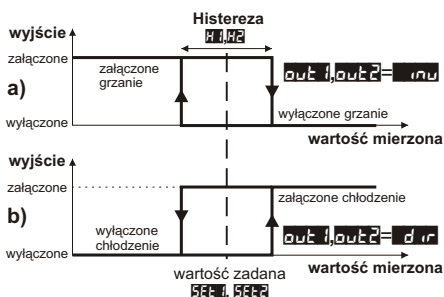 Histereza
H1,H2
wyjście
załączone
załączone
grzanie
out1,out2=inv
a)
wyłączone grzanie
wyłączone
wartość mierzona
wyjście
załączone
załączone chłodzenie
b)
wyłączone
chłodzenie
out1,out2=dir
wyłączone
wartość zadana
wartość mierzona
SEt1, SEt2